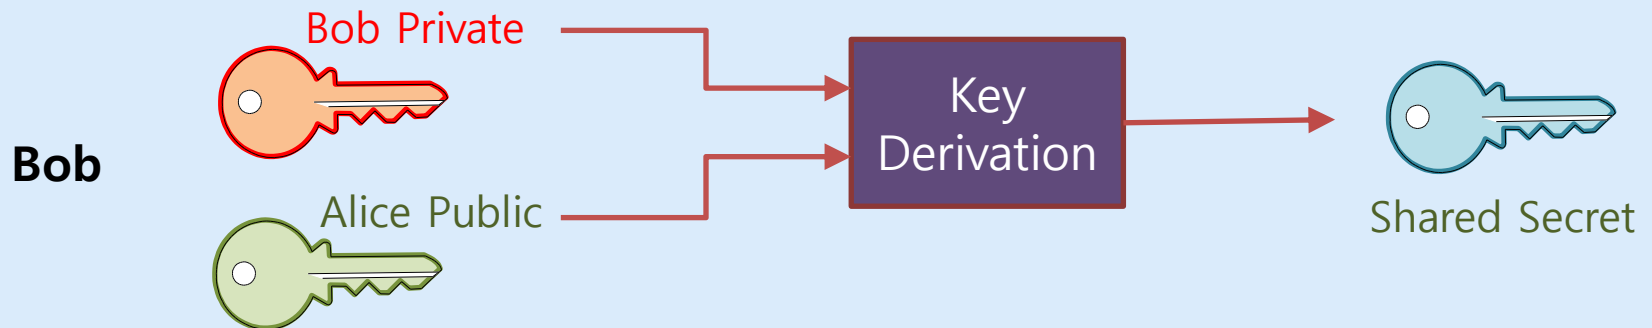 Bob Private
Bob
Alice Public
Key
Derivation
Shared Secret